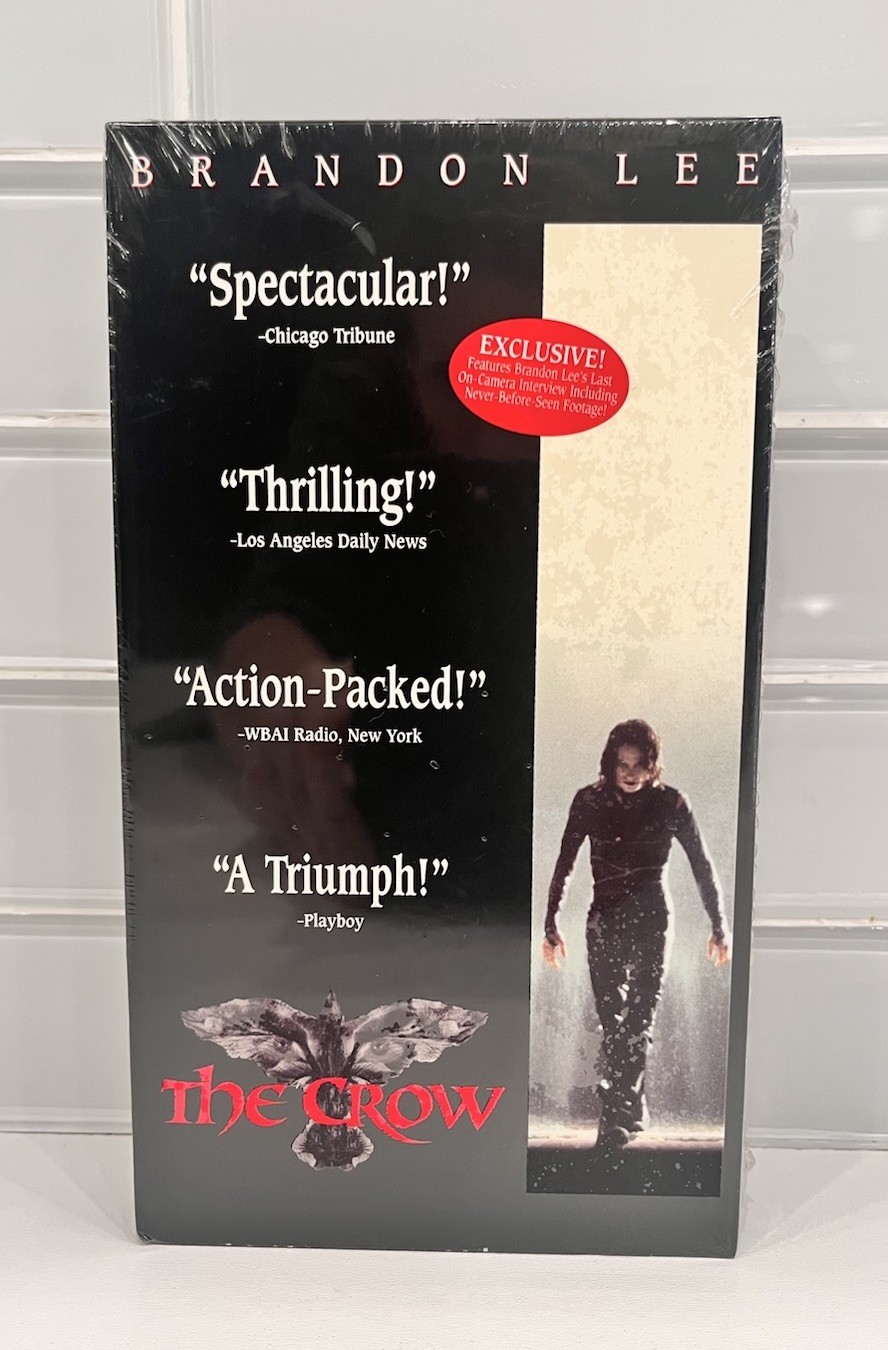 BRANDON LEE
“Spectacular!”
-Chicago Tribune
EXCLUSIVE!
Features Brandon Lee's Last
On-Camera Interview Including
Never-Before-Seen Footage!
“Thrilling!”
-Los Angeles Daily News
“Action-Packed!”
-WBAI Radio, New York
“A Triumph!”
-Playboy
THE CROW